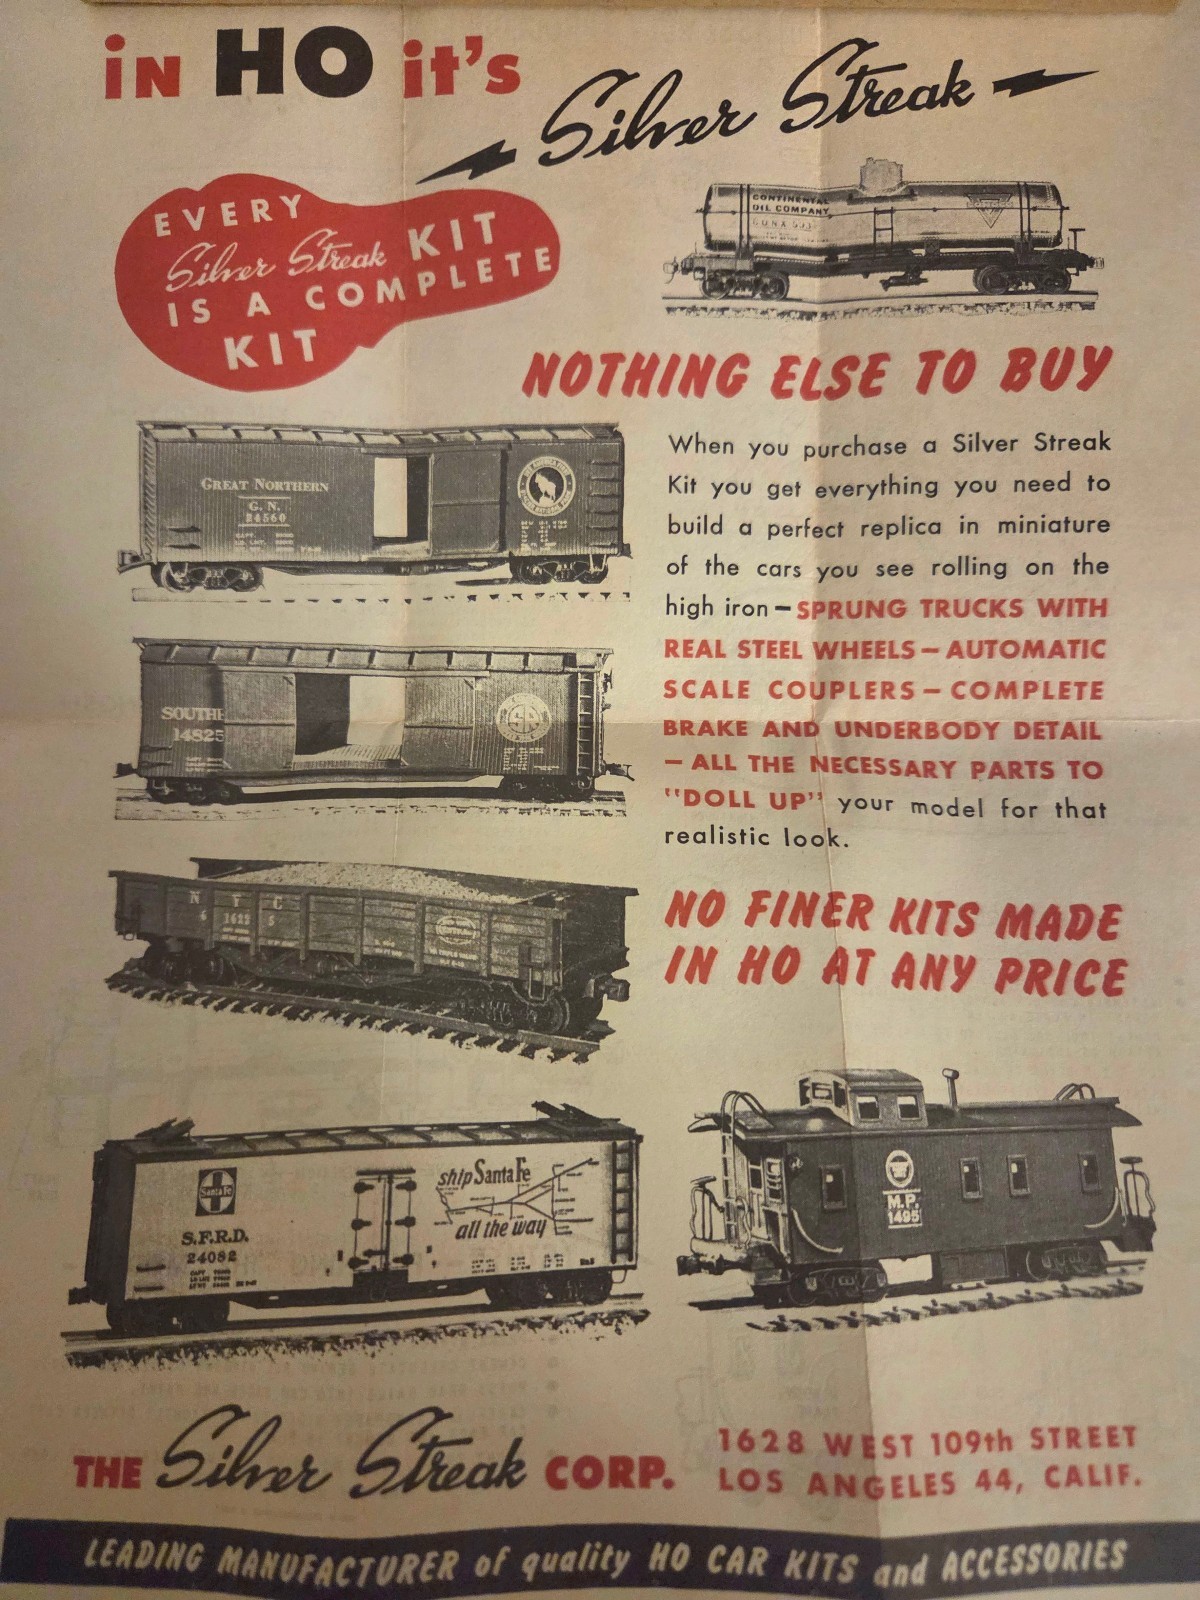 in HO it's
Silver Streak
EVERY
Silver Streak KIT
IS A COMPLETE
KIT
CONTINENTAL
OIL COMPANY
NOTHING ELSE TO BUY
When you purchase a Silver Streak
Kit you get everything you need to
build a perfect replica in miniature
of the cars you see rolling on the
high iron—SPRUNG TRUCKS WITH
REAL STEEL WHEELS—AUTOMATIC
SCALE COUPLERS—COMPLETE
BRAKE AND UNDERBODY DETAIL
—ALL THE NECESSARY PARTS TO
"DOLL UP" your model for that
realistic look.
GREAT NORTHERN
G. N.
24560
SOUTHE
14825
N Y C
NO FINER KITS MADE
IN HO AT ANY PRICE
Santa Fe
S.F.R.D.
24082
ship Santa Fe
all the way
M.P.
1495
THE Silver Streak CORP.
1628 WEST 109th STREET
LOS ANGELES 44, CALIF.
LEADING MANUFACTURER of quality HO CAR KITS and ACCESSORIES